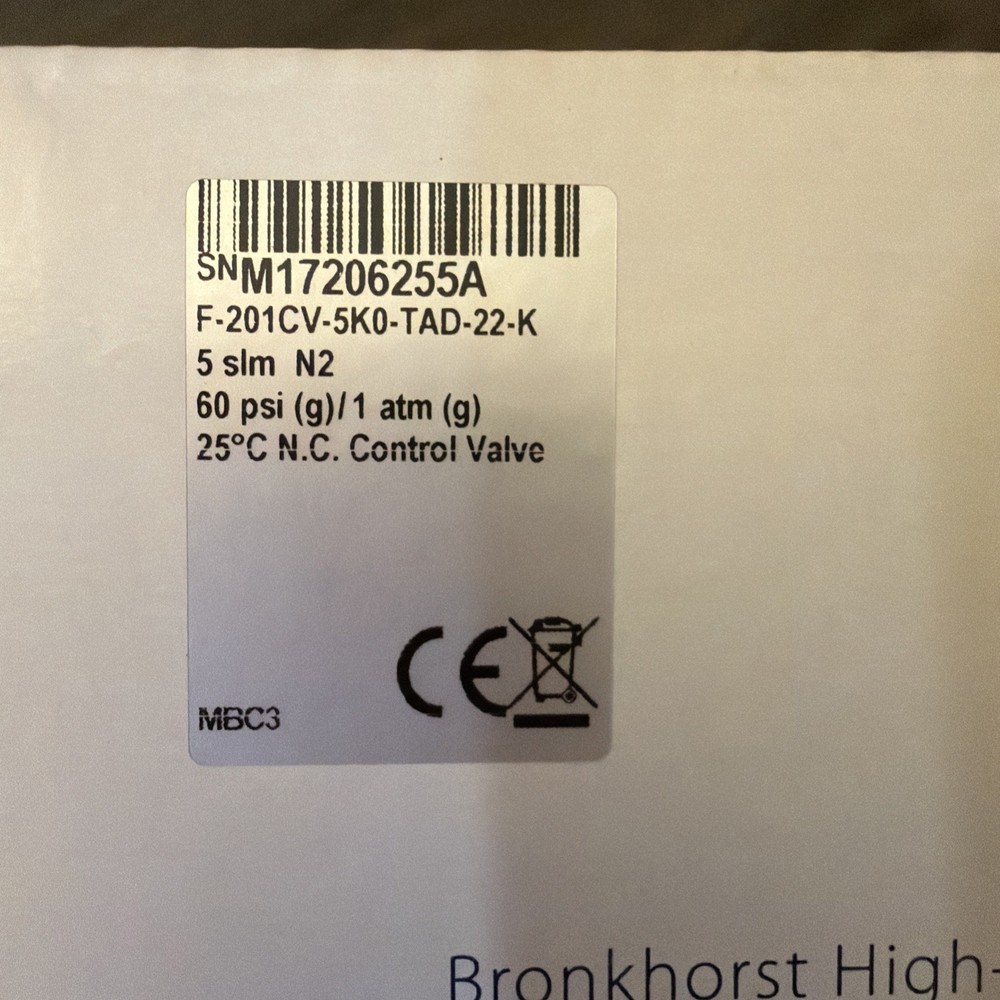 SNM17206255A
F-201CV-5K0-TAD-22-K
5 slm N2
60 psi (g)/1 atm (g)
25°C N.C. Control Valve
CE
MBC3
Bronkhorst High-